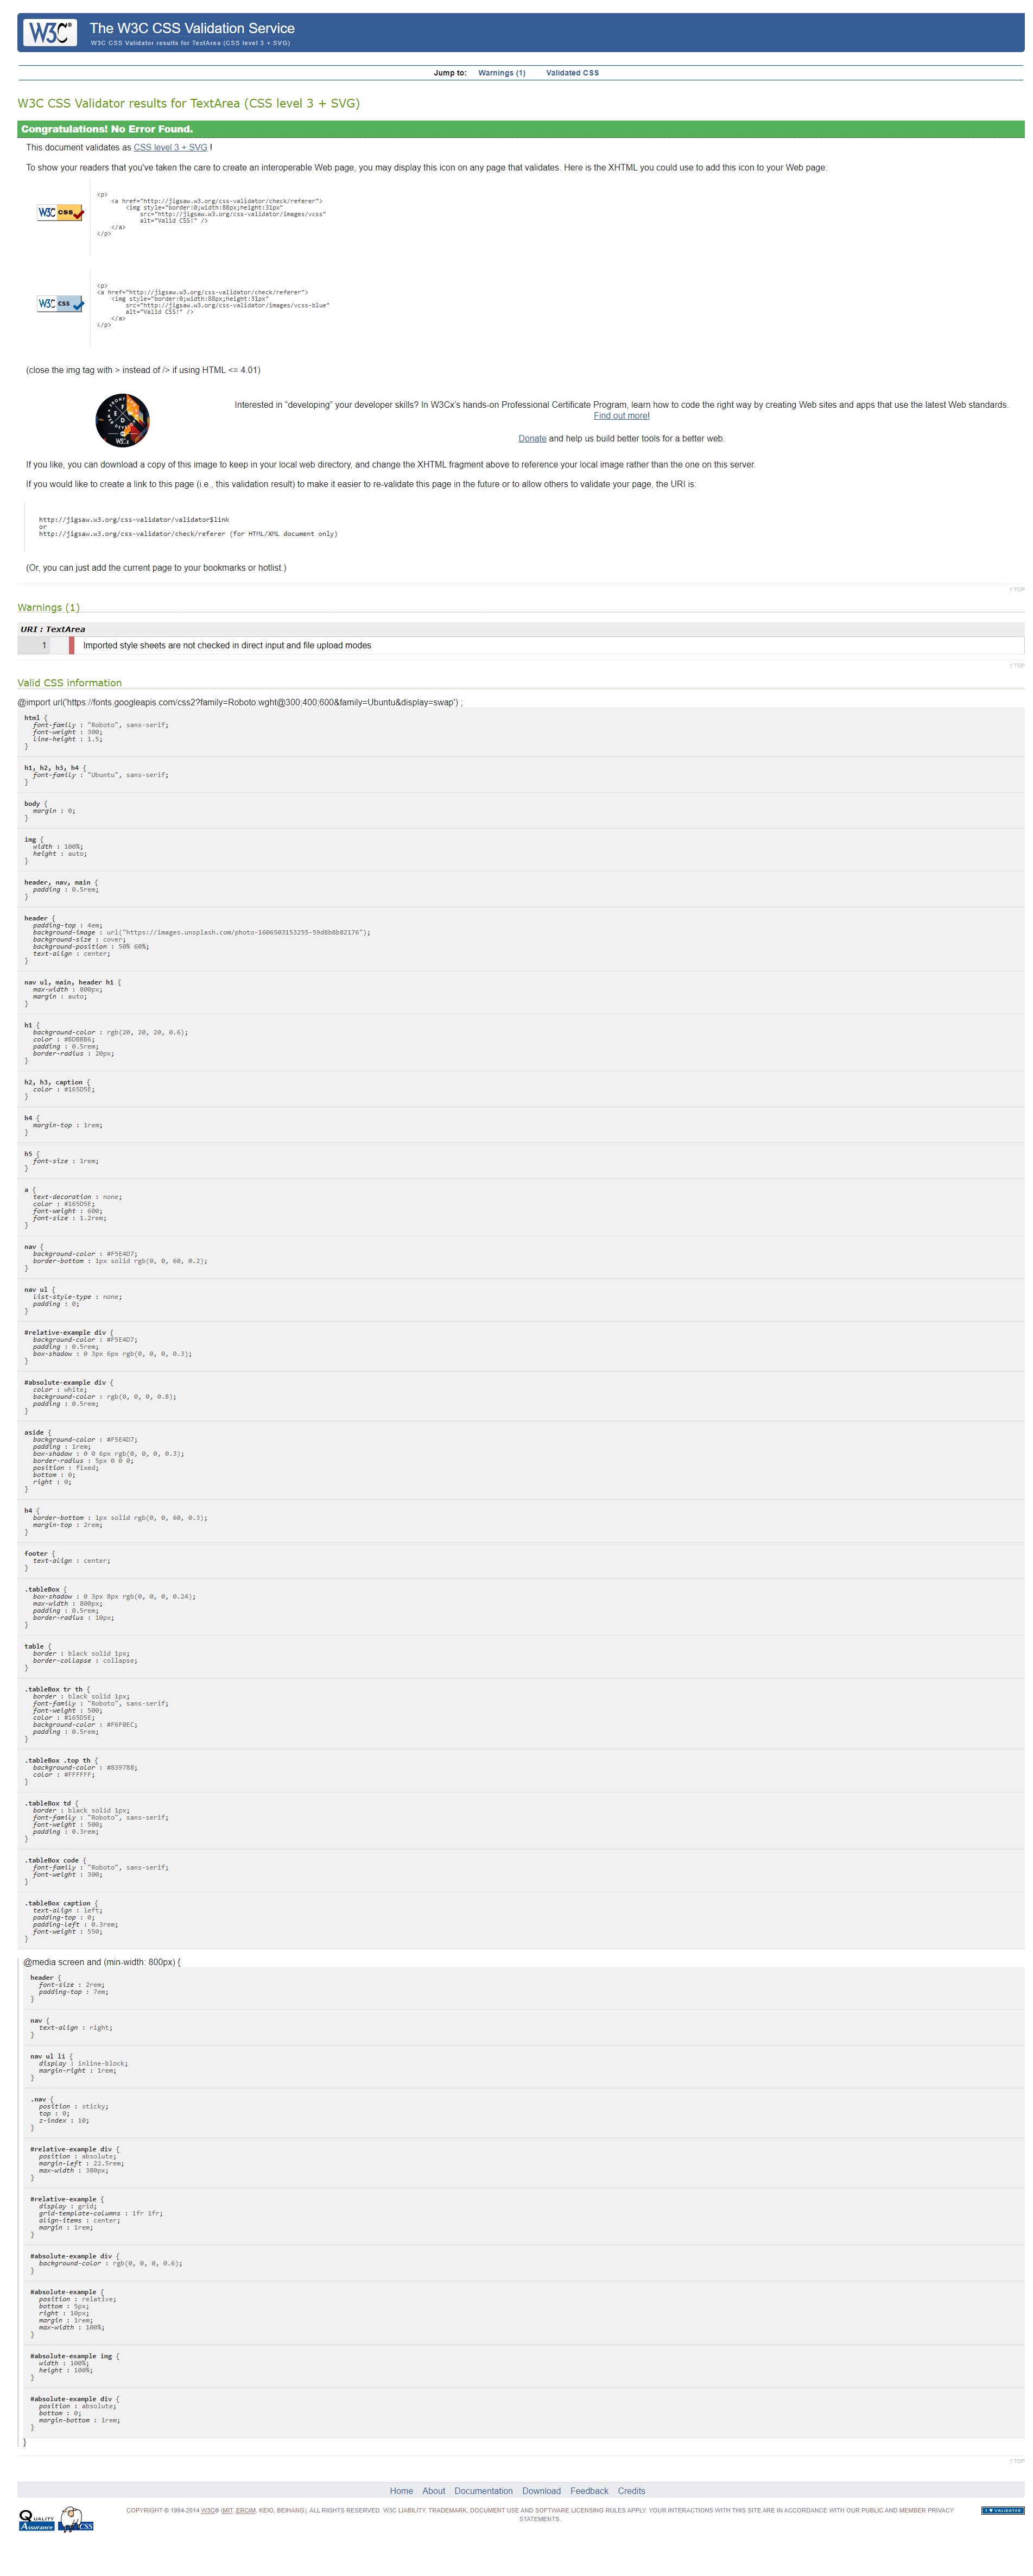 W3C®
The W3C CSS Validation Service
W3C CSS Validator results for TextArea (CSS level 3 + SVG)
Jump to: Warnings (1) Validated CSS
W3C CSS Validator results for TextArea (CSS level 3 + SVG)
Congratulations! No Error Found.
This document validates as CSS level 3 + SVG !
To show your readers that you've taken the care to create an interoperable Web page, you may display this icon on any page that validates. Here is the XHTML you could use to add this icon to your Web page:
W3C css
<p>
<a href="http://jigsaw.w3.org/css-validator/check/referer">
<img style="border:0;width:88px;height:31px"
src="http://jigsaw.w3.org/css-validator/images/vcss"
alt="Valid CSS!" />
</a>
</p>
W3C css
<p>
<a href="http://jigsaw.w3.org/css-validator/check/referer">
<img style="border:0;width:88px;height:31px"
src="http://jigsaw.w3.org/css-validator/images/vcss-blue"
alt="Valid CSS!" />
</a>
</p>
(close the img tag with > instead of /> if using HTML <= 4.01)
W3Cx
Interested in "developing" your developer skills? In W3Cx's hands-on Professional Certificate Program, learn how to code the right way by creating Web sites and apps that use the latest Web standards.
Find out more!
Donate and help us build better tools for a better web.
If you like, you can download a copy of this image to keep in your local web directory, and change the XHTML fragment above to reference your local image rather than the one on this server.
If you would like to create a link to this page (i.e., this validation result) to make it easier to re-validate this page in the future or to allow others to validate your page, the URI is:
http://jigsaw.w3.org/css-validator/validator$link
or
http://jigsaw.w3.org/css-validator/check/referer (for HTML/XML document only)
(Or, you can just add the current page to your bookmarks or hotlist.)
↑ TOP
Warnings (1)
URI : TextArea
1 Imported style sheets are not checked in direct input and file upload modes
↑ TOP
Valid CSS information
@import url('https://fonts.googleapis.com/css2?family=Roboto:wght@300;400;600&family=Ubuntu&display=swap') ;
html {
font-family : "Roboto", sans-serif;
font-weight : 300;
line-height : 1.5;
}
h1, h2, h3, h4 {
font-family : "Ubuntu", sans-serif;
}
body {
margin : 0;
}
img {
width : 100%;
height : auto;
}
header, nav, main {
padding : 0.5rem;
}
header {
padding-top : 4em;
background-image : url("https://images.unsplash.com/photo-1606503153255-59d8b8b82176");
background-size : cover;
background-position : 50% 60%;
text-align : center;
}
nav ul, main, header h1 {
max-width : 800px;
margin : auto;
}
h1 {
background-color : rgb(20, 20, 20, 0.6);
color : #BDBBB6;
padding : 0.5rem;
border-radius : 20px;
}
h2, h3, caption {
color : #165D5E;
}
h4 {
margin-top : 1rem;
}
h5 {
font-size : 1rem;
}
a {
text-decoration : none;
color : #165D5E;
font-weight : 600;
font-size : 1.2rem;
}
nav {
background-color : #F5E4D7;
border-bottom : 1px solid rgb(0, 0, 60, 0.2);
}
nav ul {
list-style-type : none;
padding : 0;
}
#relative-example div {
background-color : #F5E4D7;
padding : 0.5rem;
box-shadow : 0 3px 6px rgb(0, 0, 0, 0.3);
}
#absolute-example div {
color : white;
background-color : rgb(0, 0, 0, 0.8);
padding : 0.5rem;
}
aside {
background-color : #F5E4D7;
padding : 1rem;
box-shadow : 0 0 6px rgb(0, 0, 0, 0.3);
border-radius : 5px 0 0 0;
position : fixed;
bottom : 0;
right : 0;
}
h4 {
border-bottom : 1px solid rgb(0, 0, 60, 0.3);
margin-top : 2rem;
}
footer {
text-align : center;
}
.tableBox {
box-shadow : 0 3px 8px rgb(0, 0, 0, 0.24);
max-width : 800px;
padding : 0.5rem;
border-radius : 10px;
}
table {
border : black solid 1px;
border-collapse : collapse;
}
.tableBox tr th {
border : black solid 1px;
font-family : "Roboto", sans-serif;
font-weight : 500;
color : #165D5E;
background-color : #F6F0EC;
padding : 0.5rem;
}
.tableBox .top th {
background-color : #839788;
color : #FFFFFF;
}
.tableBox td {
border : black solid 1px;
font-family : "Roboto", sans-serif;
font-weight : 500;
padding : 0.3rem;
}
.tableBox code {
font-family : "Roboto", sans-serif;
font-weight : 300;
}
.tableBox caption {
text-align : left;
padding-top : 0;
padding-left : 0.3rem;
font-weight : 550;
}
@media screen and (min-width: 800px) {
header {
font-size : 2rem;
padding-top : 7em;
}
nav {
text-align : right;
}
nav ul li {
display : inline-block;
margin-right : 1rem;
}
.nav {
position : sticky;
top : 0;
z-index : 10;
}
#relative-example div {
position : absolute;
margin-left : 22.5rem;
max-width : 380px;
}
#relative-example {
display : grid;
grid-template-columns : 1fr 1fr;
align-items : center;
margin : 1rem;
}
#absolute-example div {
background-color : rgb(0, 0, 0, 0.6);
}
#absolute-example {
position : relative;
bottom : 5px;
right : 10px;
margin : 1rem;
max-width : 100%;
}
#absolute-example img {
width : 100%;
height : 100%;
}
#absolute-example div {
position : absolute;
bottom : 0;
margin-bottom : 1rem;
}
}
↑ TOP
Home About Documentation Download Feedback Credits
Quality Assurance CSS
COPYRIGHT © 1994-2014 W3C® (MIT, ERCIM, KEIO, BEIHANG), ALL RIGHTS RESERVED. W3C LIABILITY, TRADEMARK, DOCUMENT USE AND SOFTWARE LICENSING RULES APPLY. YOUR INTERACTIONS WITH THIS SITE ARE IN ACCORDANCE WITH OUR PUBLIC AND MEMBER PRIVACY
STATEMENTS.
I ♥ VALIDATOR